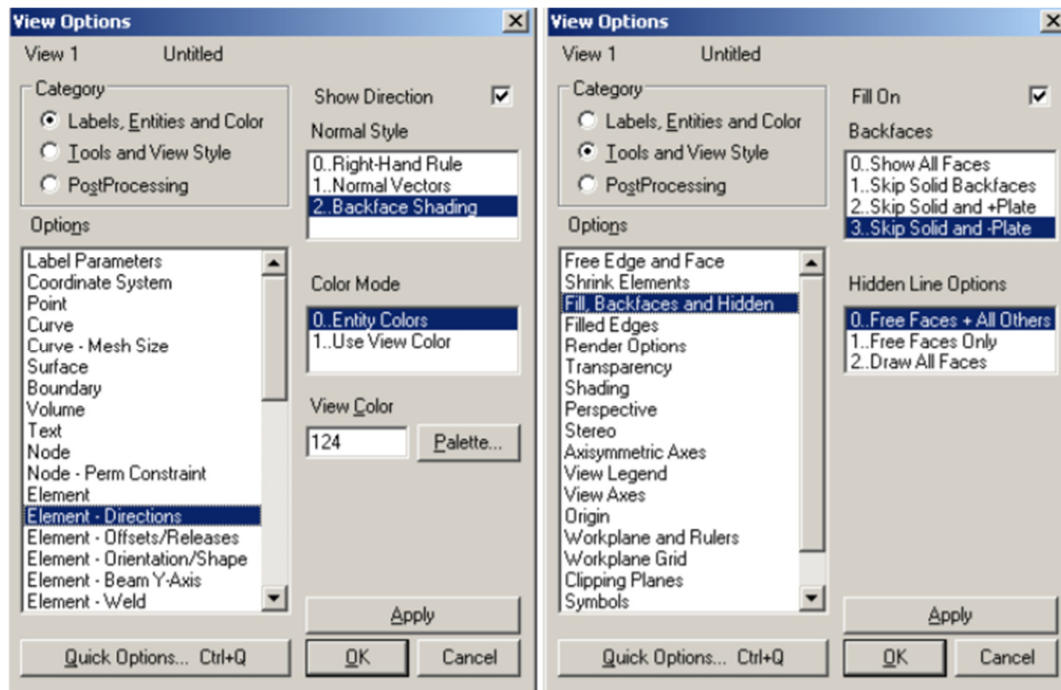 View Options
View 1 Untitled
Category
Labels, Entities and Color
Tools and View Style
PostProcessing
Options
Label Parameters
Coordinate System
Point
Curve
Curve - Mesh Size
Surface
Boundary
Volume
Text
Node
Node - Perm Constraint
Element
Element - Directions
Element - Offsets/Releases
Element - Orientation/Shape
Element - Beam Y-Axis
Element - Weld
Quick Options... Ctrl+Q
Show Direction
Normal Style
0..Right-Hand Rule
1..Normal Vectors
2..Backface Shading
Color Mode
0..Entity Colors
1..Use View Color
View Color
124 Palette...
Apply
OK Cancel
View Options
View 1 Untitled
Category
Labels, Entities and Color
Tools and View Style
PostProcessing
Options
Free Edge and Face
Shrink Elements
Fill, Backfaces and Hidden
Filled Edges
Render Options
Transparency
Shading
Perspective
Stereo
Axisymmetric Axes
View Legend
View Axes
Origin
Workplane and Rulers
Workplane Grid
Clipping Planes
Symbols
Quick Options... Ctrl+Q
Fill On
Backfaces
0..Show All Faces
1..Skip Solid Backfaces
2..Skip Solid and +Plate
3..Skip Solid and -Plate
Hidden Line Options
0..Free Faces + All Others
1..Free Faces Only
2..Draw All Faces
Apply
OK Cancel